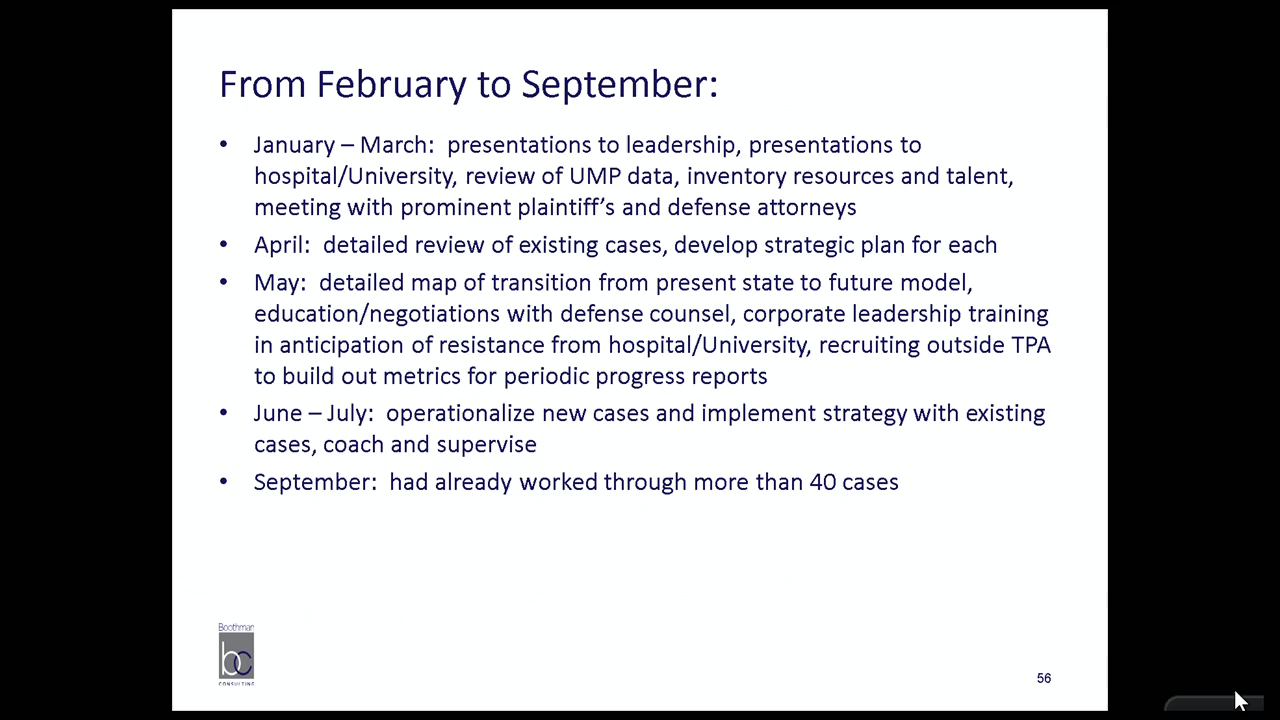 From February to September:
• January – March:  presentations to leadership, presentations to
hospital/University, review of UMP data, inventory resources and talent,
meeting with prominent plaintiff’s and defense attorneys
• April:  detailed review of existing cases, develop strategic plan for each
• May:  detailed map of transition from present state to future model,
education/negotiations with defense counsel, corporate leadership training
in anticipation of resistance from hospital/University, recruiting outside TPA
to build out metrics for periodic progress reports
• June – July:  operationalize new cases and implement strategy with existing
cases, coach and supervise
• September:  had already worked through more than 40 cases
Boothman
bc
CONSULTING
56